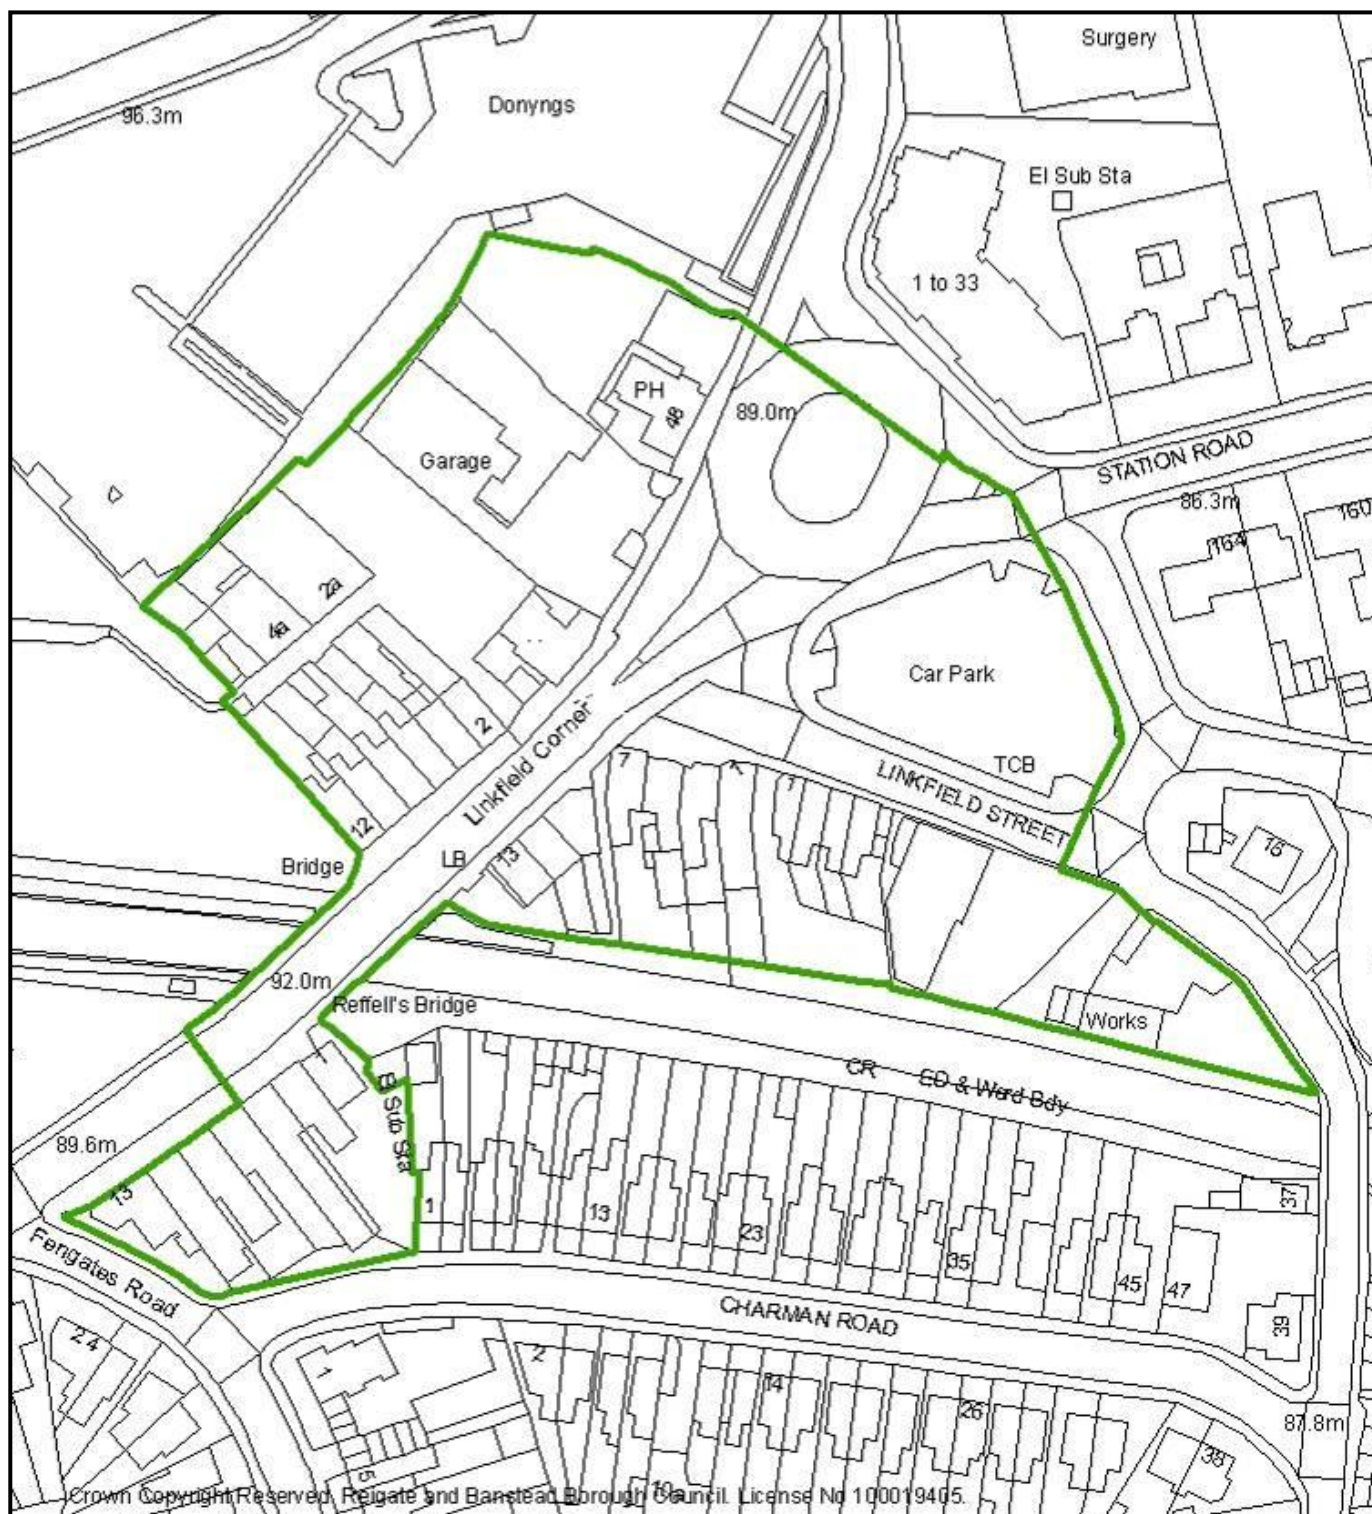 Surgery
96.3m
Donyngs
El Sub Sta
1 to 33
PH
48
89.0m
STATION ROAD
Garage
86.3m
160
164
2a
4a
Car Park
2
Linkfield Corner
7
1
1
TCB
LINKFIELD STREET
12
15
Bridge
LB
13
92.0m
Reffell's Bridge
Works
CR
ED & Ward Bdy
El Sub Sta
89.6m
13
1
13
23
35
45
47
37
39
Fengates Road
CHARMAN ROAD
24
1
2
14
26
38
87.8m
5
10a
Crown Copyright Reserved. Reigate and Banstead Borough Council. License No 100019405.